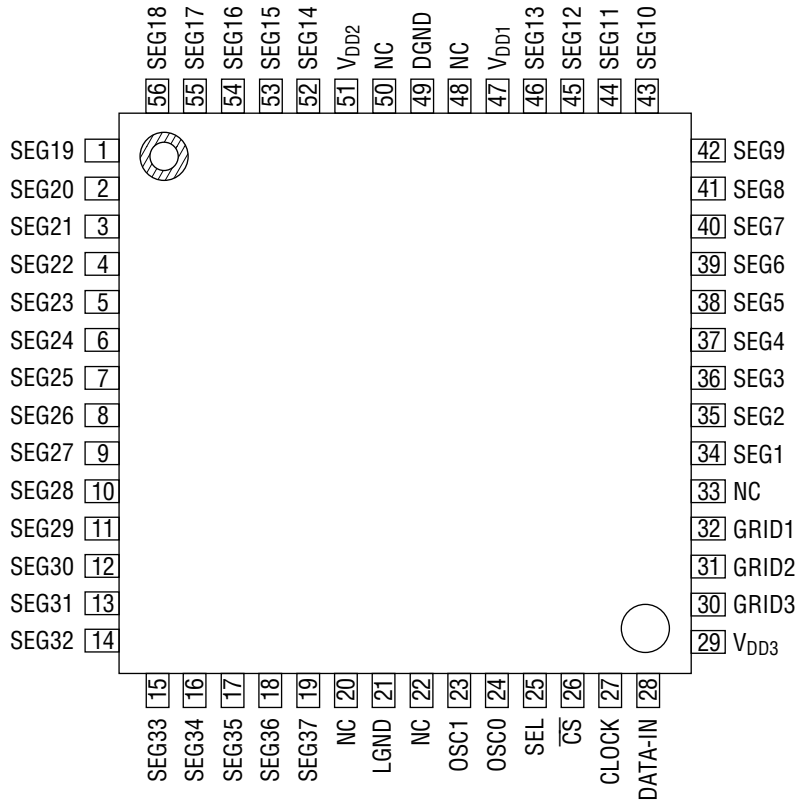 SEG18
SEG17
SEG16
SEG15
SEG14
VDD2
NC
DGND
NC
VDD1
SEG13
SEG12
SEG11
SEG10
56
55
54
53
52
51
50
49
48
47
46
45
44
43
SEG19 1
SEG20 2
SEG21 3
SEG22 4
SEG23 5
SEG24 6
SEG25 7
SEG26 8
SEG27 9
SEG28 10
SEG29 11
SEG30 12
SEG31 13
SEG32 14
42 SEG9
41 SEG8
40 SEG7
39 SEG6
38 SEG5
37 SEG4
36 SEG3
35 SEG2
34 SEG1
33 NC
32 GRID1
31 GRID2
30 GRID3
29 VDD3
15
16
17
18
19
20
21
22
23
24
25
26
27
28
SEG33
SEG34
SEG35
SEG36
SEG37
NC
LGND
NC
OSC1
OSC0
SEL
C̅S̅
CLOCK
DATA-IN